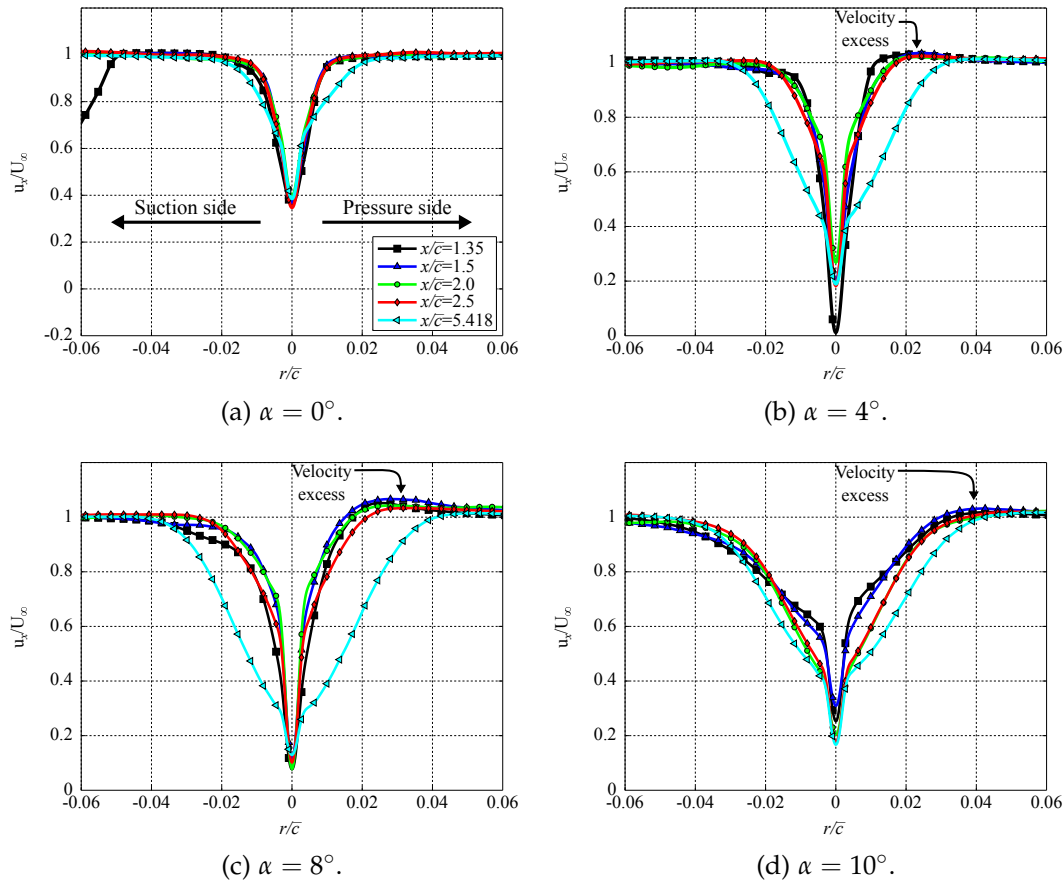 1
0.8
0.6
0.4
0.2
0
-0.2
u_x/U_∞
Suction side
Pressure side
x/c̅=1.35
x/c̅=1.5
x/c̅=2.0
x/c̅=2.5
x/c̅=5.418
-0.06 -0.04 -0.02 0 0.02 0.04 0.06
r/c̅
(a) α = 0°.
Velocity
excess
1
0.8
0.6
0.4
0.2
0
u_x/U_∞
-0.06 -0.04 -0.02 0 0.02 0.04 0.06
r/c̅
(b) α = 4°.
Velocity
excess
1
0.8
0.6
0.4
0.2
0
u_x/U_∞
-0.06 -0.04 -0.02 0 0.02 0.04 0.06
r/c̅
(c) α = 8°.
Velocity
excess
1
0.8
0.6
0.4
0.2
0
u_x/U_∞
-0.06 -0.04 -0.02 0 0.02 0.04 0.06
r/c̅
(d) α = 10°.